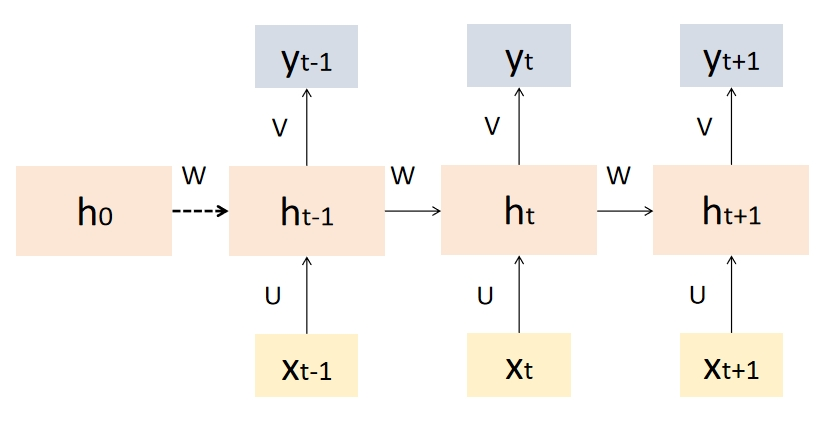 yt-1 yt yt+1
V V V
W W W
h0 ht-1 ht ht+1
U U U
xt-1 xt xt+1